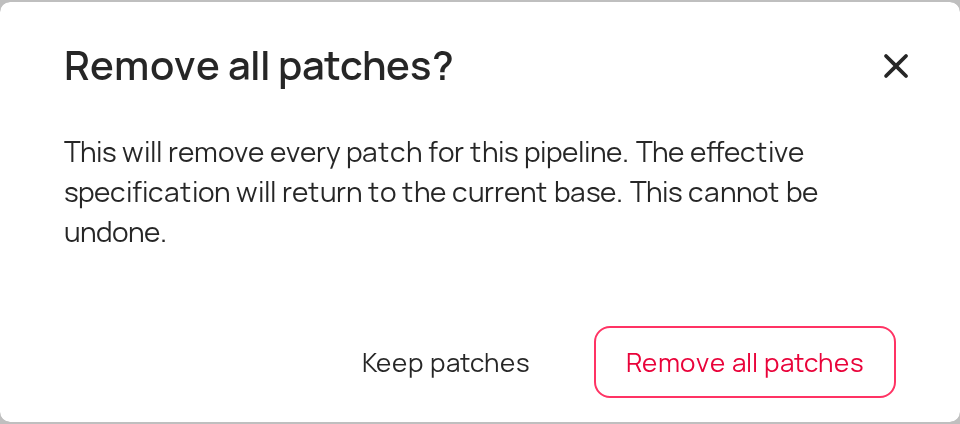 Remove all patches?
This will remove every patch for this pipeline. The effective
specification will return to the current base. This cannot be
undone.
Keep patches
Remove all patches